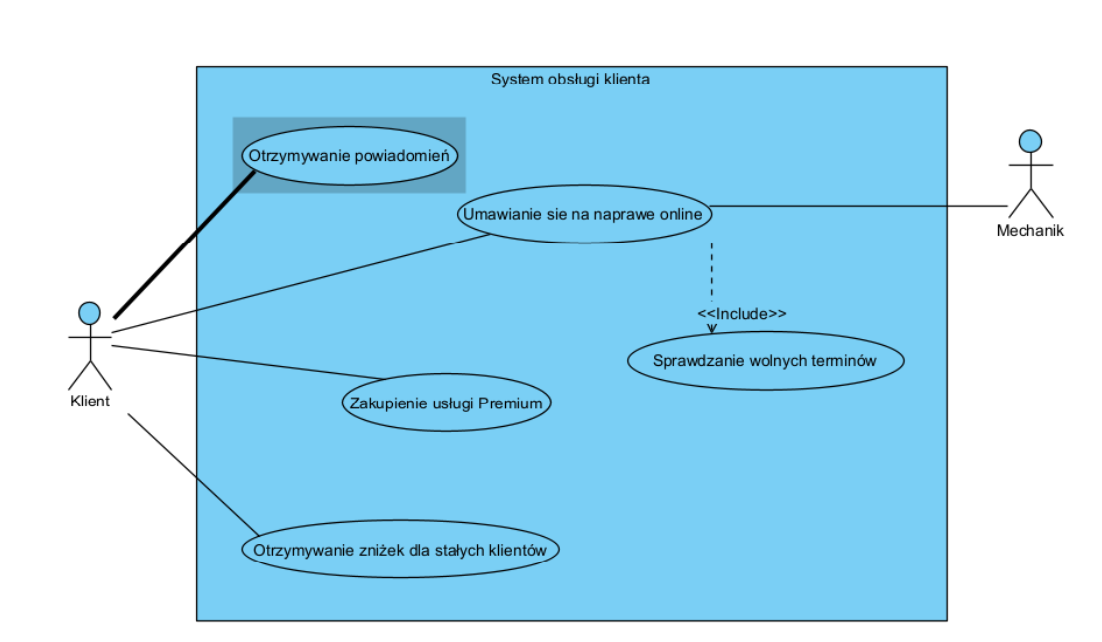 System obsługi klienta
Otrzymywanie powiadomień
Umawianie sie na naprawe online
Mechanik
<<Include>>
Sprawdzanie wolnych terminów
Klient
Zakupienie usługi Premium
Otrzymywanie zniżek dla stałych klientów